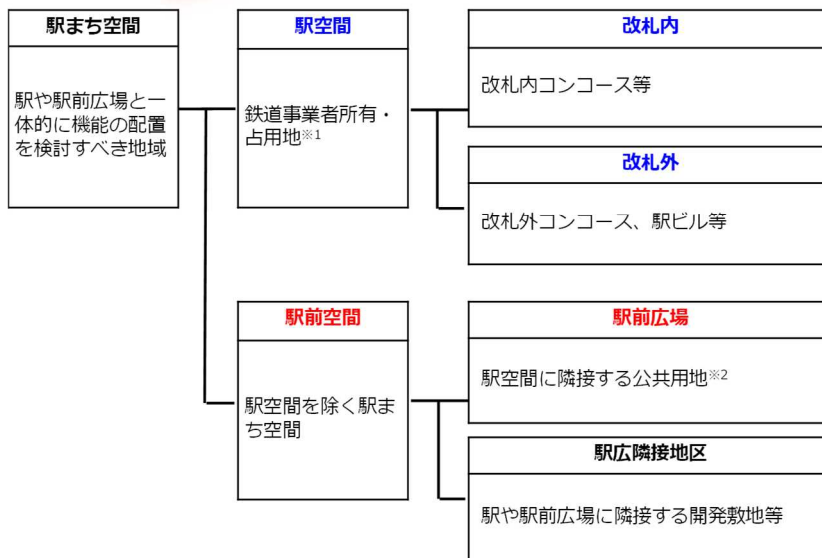 駅まち空間
駅や駅前広場と一
体的に機能の配置
を検討すべき地域
駅空間
鉄道事業者所有・
占用地※1
改札内
改札内コンコース等
改札外
改札外コンコース、駅ビル等
駅前空間
駅空間を除く駅ま
ち空間
駅前広場
駅空間に隣接する公共用地※2
駅広隣接地区
駅や駅前広場に隣接する開発敷地等